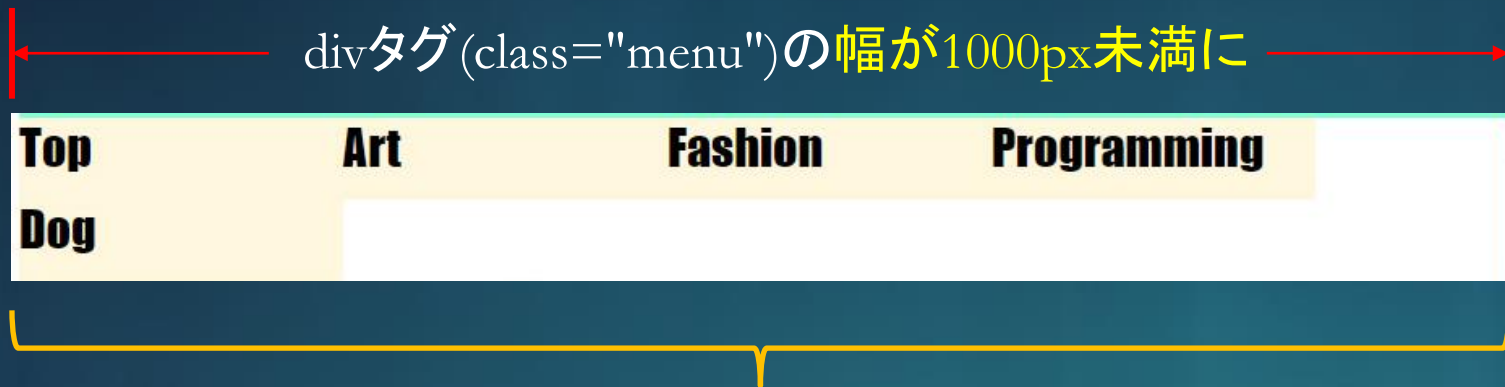 divタグ(class="menu")の幅が1000px未満に
Top Art Fashion Programming
Dog